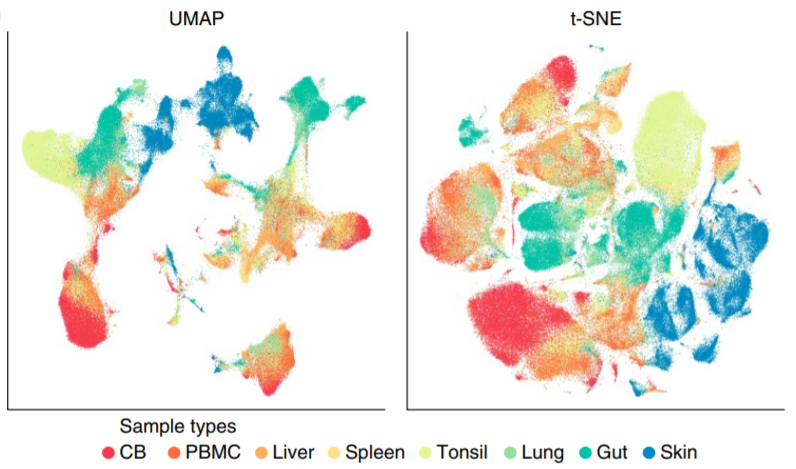 UMAP
t-SNE
Sample types
CB PBMC Liver Spleen Tonsil Lung Gut Skin